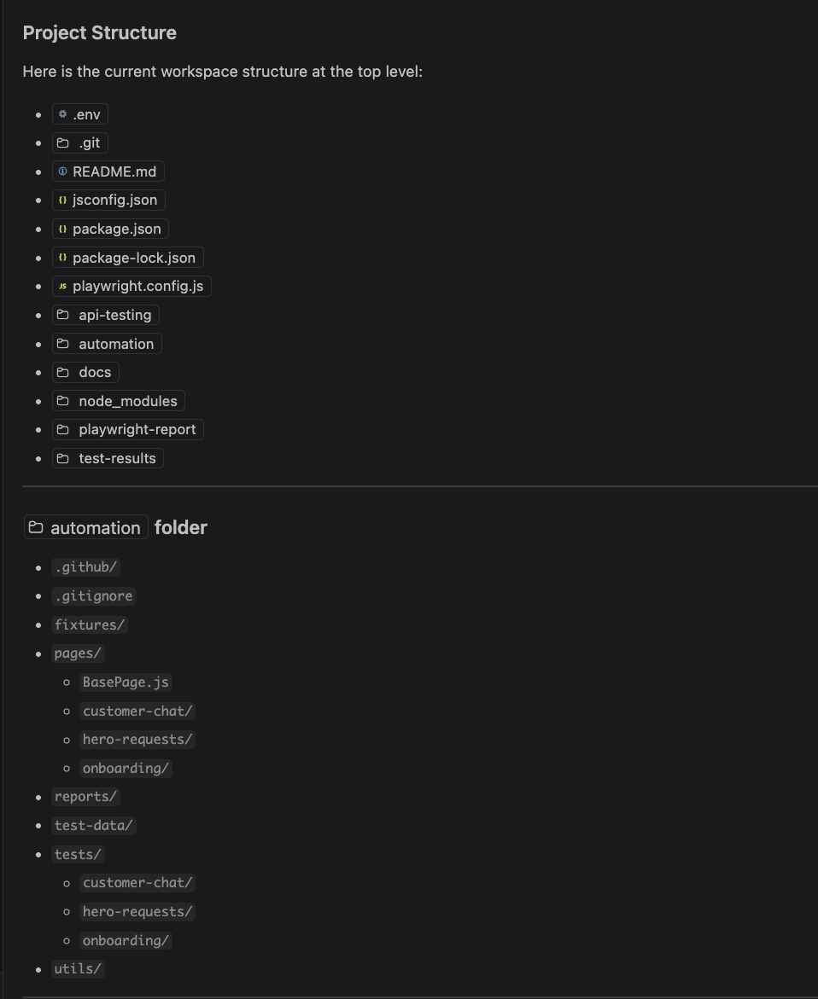 Project Structure
Here is the current workspace structure at the top level:
.env
.git
README.md
jsconfig.json
package.json
package-lock.json
playwright.config.js
api-testing
automation
docs
node_modules
playwright-report
test-results
automation folder
.github/
.gitignore
fixtures/
pages/
BasePage.js
customer-chat/
hero-requests/
onboarding/
reports/
test-data/
tests/
customer-chat/
hero-requests/
onboarding/
utils/